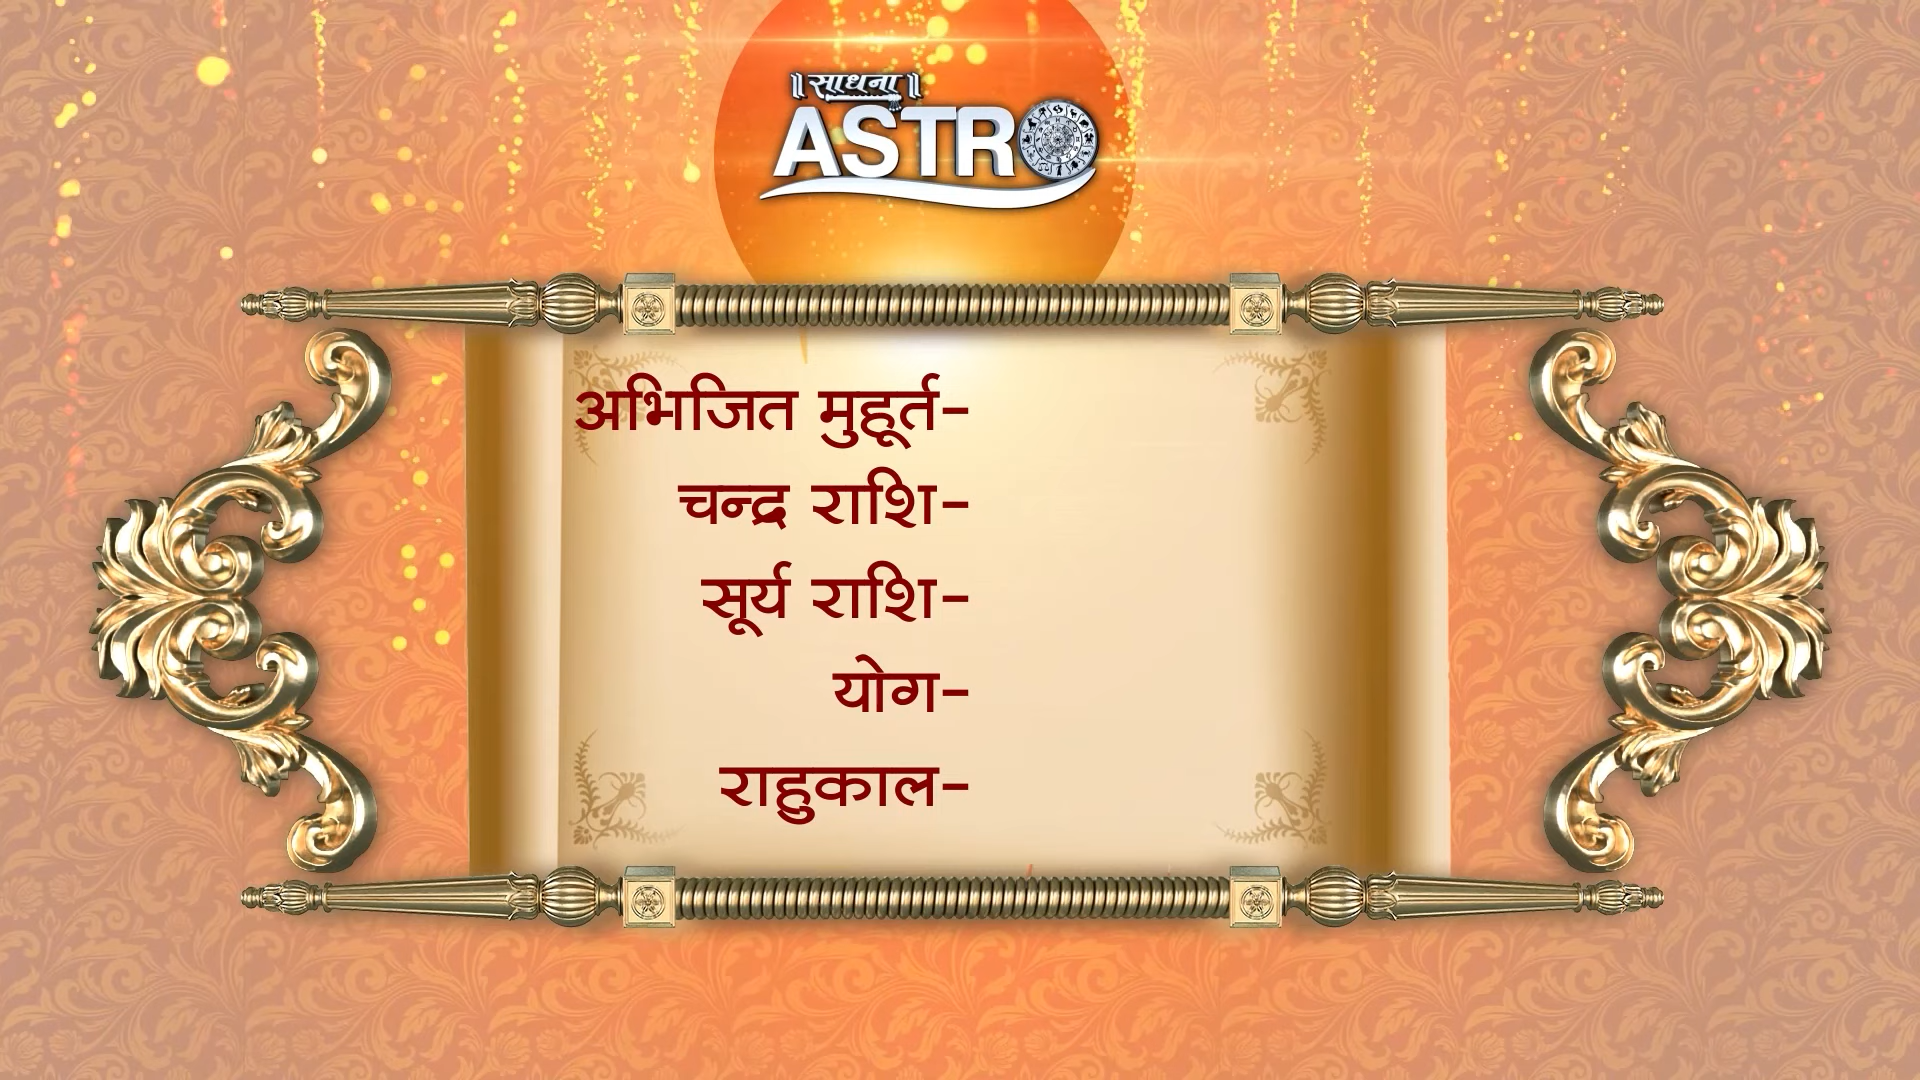 ॥साधना॥
ASTRO
अभिजित मुहूर्त-
चन्द्र राशि-
सूर्य राशि-
योग-
राहुकाल-